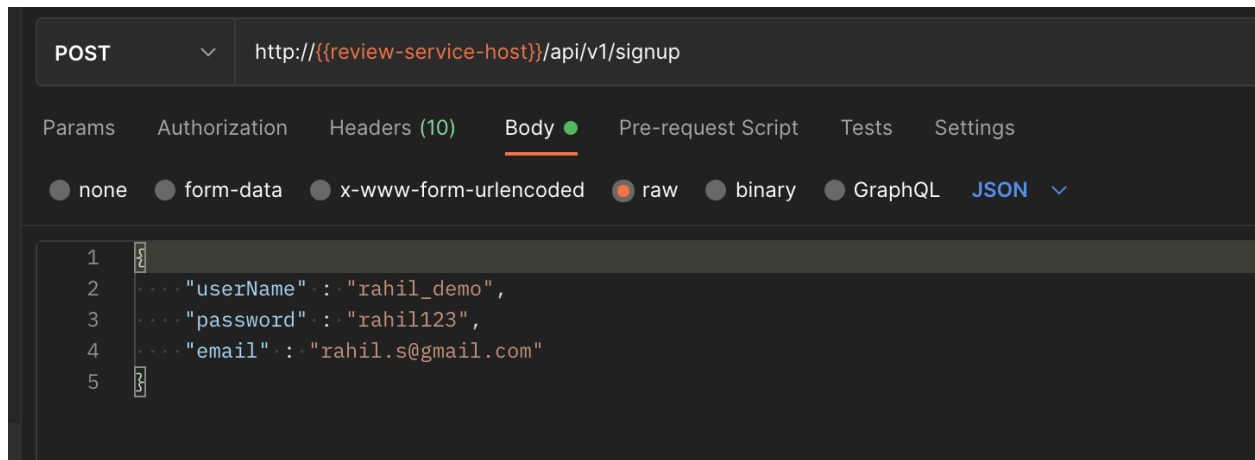 POST http://{{review-service-host}}/api/v1/signup
Params Authorization Headers (10) Body Pre-request Script Tests Settings
none form-data x-www-form-urlencoded raw binary GraphQL JSON
1 {
2 "userName" : "rahil_demo",
3 "password" : "rahil123",
4 "email" : "rahil.s@gmail.com"
5 }